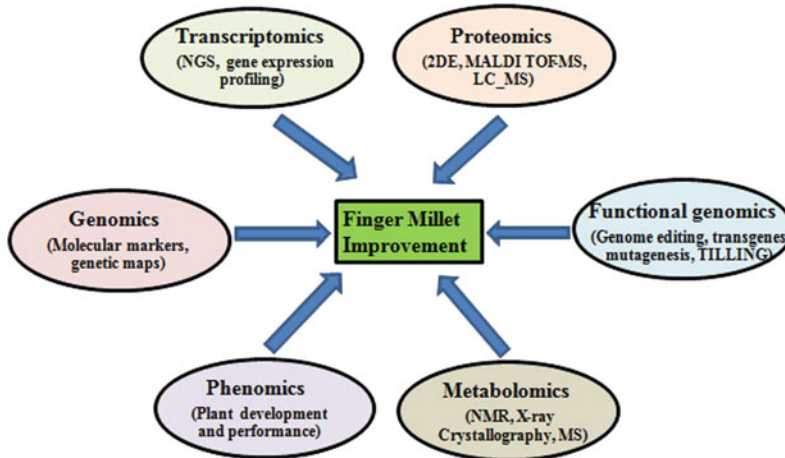 Transcriptomics
(NGS, gene expression
profiling)
Proteomics
(2DE, MALDI TOF-MS,
LC_MS)
Genomics
(Molecular markers,
genetic maps)
Finger Millet
Improvement
Functional genomics
(Genome editing, transgenes
mutagenesis, TILLING)
Phenomics
(Plant development
and performance)
Metabolomics
(NMR, X-ray
Crystallography, MS)